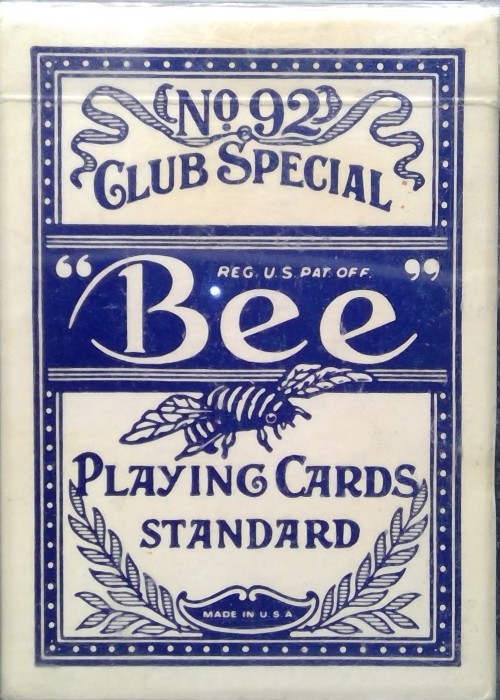 No 92
CLUB SPECIAL
REG. U.S. PAT. OFF.
“Bee”
PLAYING CARDS
STANDARD
MADE IN U.S.A